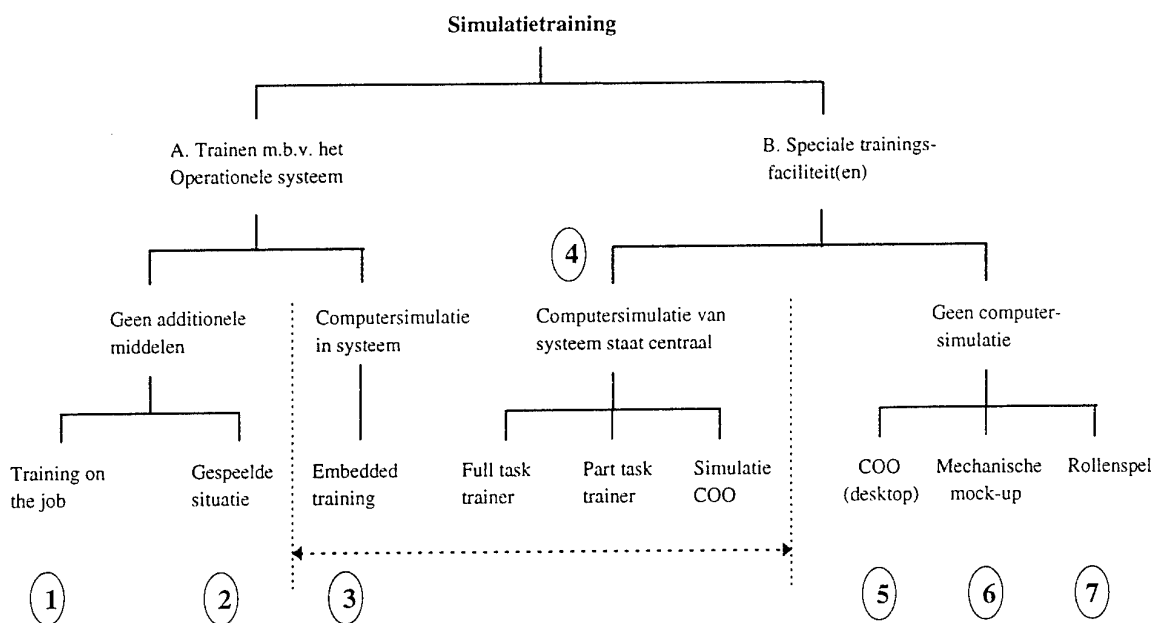 Simulatietraining
A. Trainen m.b.v. het
Operationele systeem
B. Speciale trainings-
faciliteit(en)
4
Geen additionele
middelen
Computersimulatie
in systeem
Computersimulatie van
systeem staat centraal
Geen computer-
simulatie
Training on
the job
Gespeelde
situatie
Embedded
training
Full task
trainer
Part task
trainer
Simulatie
COO
COO
(desktop)
Mechanische
mock-up
Rollenspel
1
2
3
5
6
7